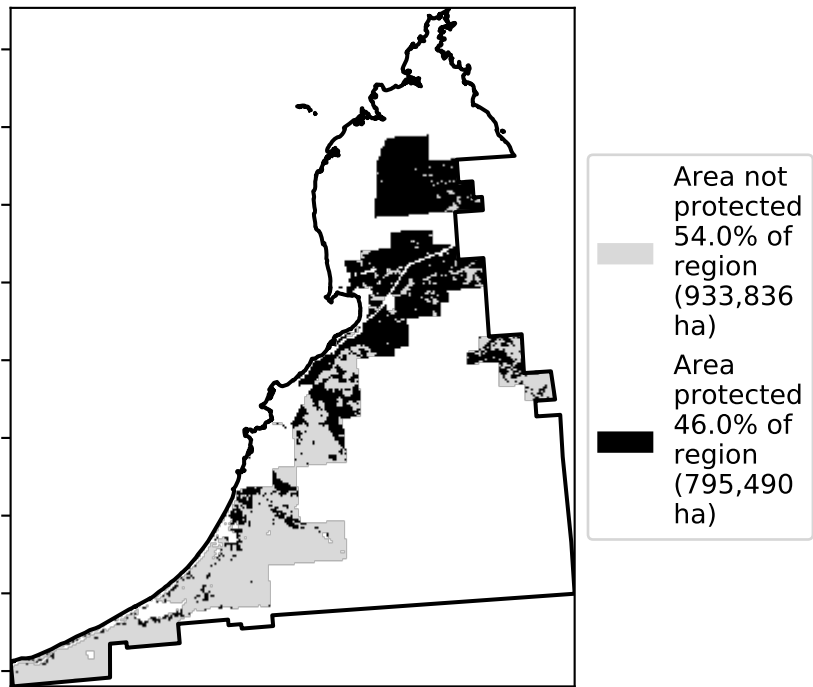 Area not
protected
54.0% of
region
(933,836
ha)
Area
protected
46.0% of
region
(795,490
ha)